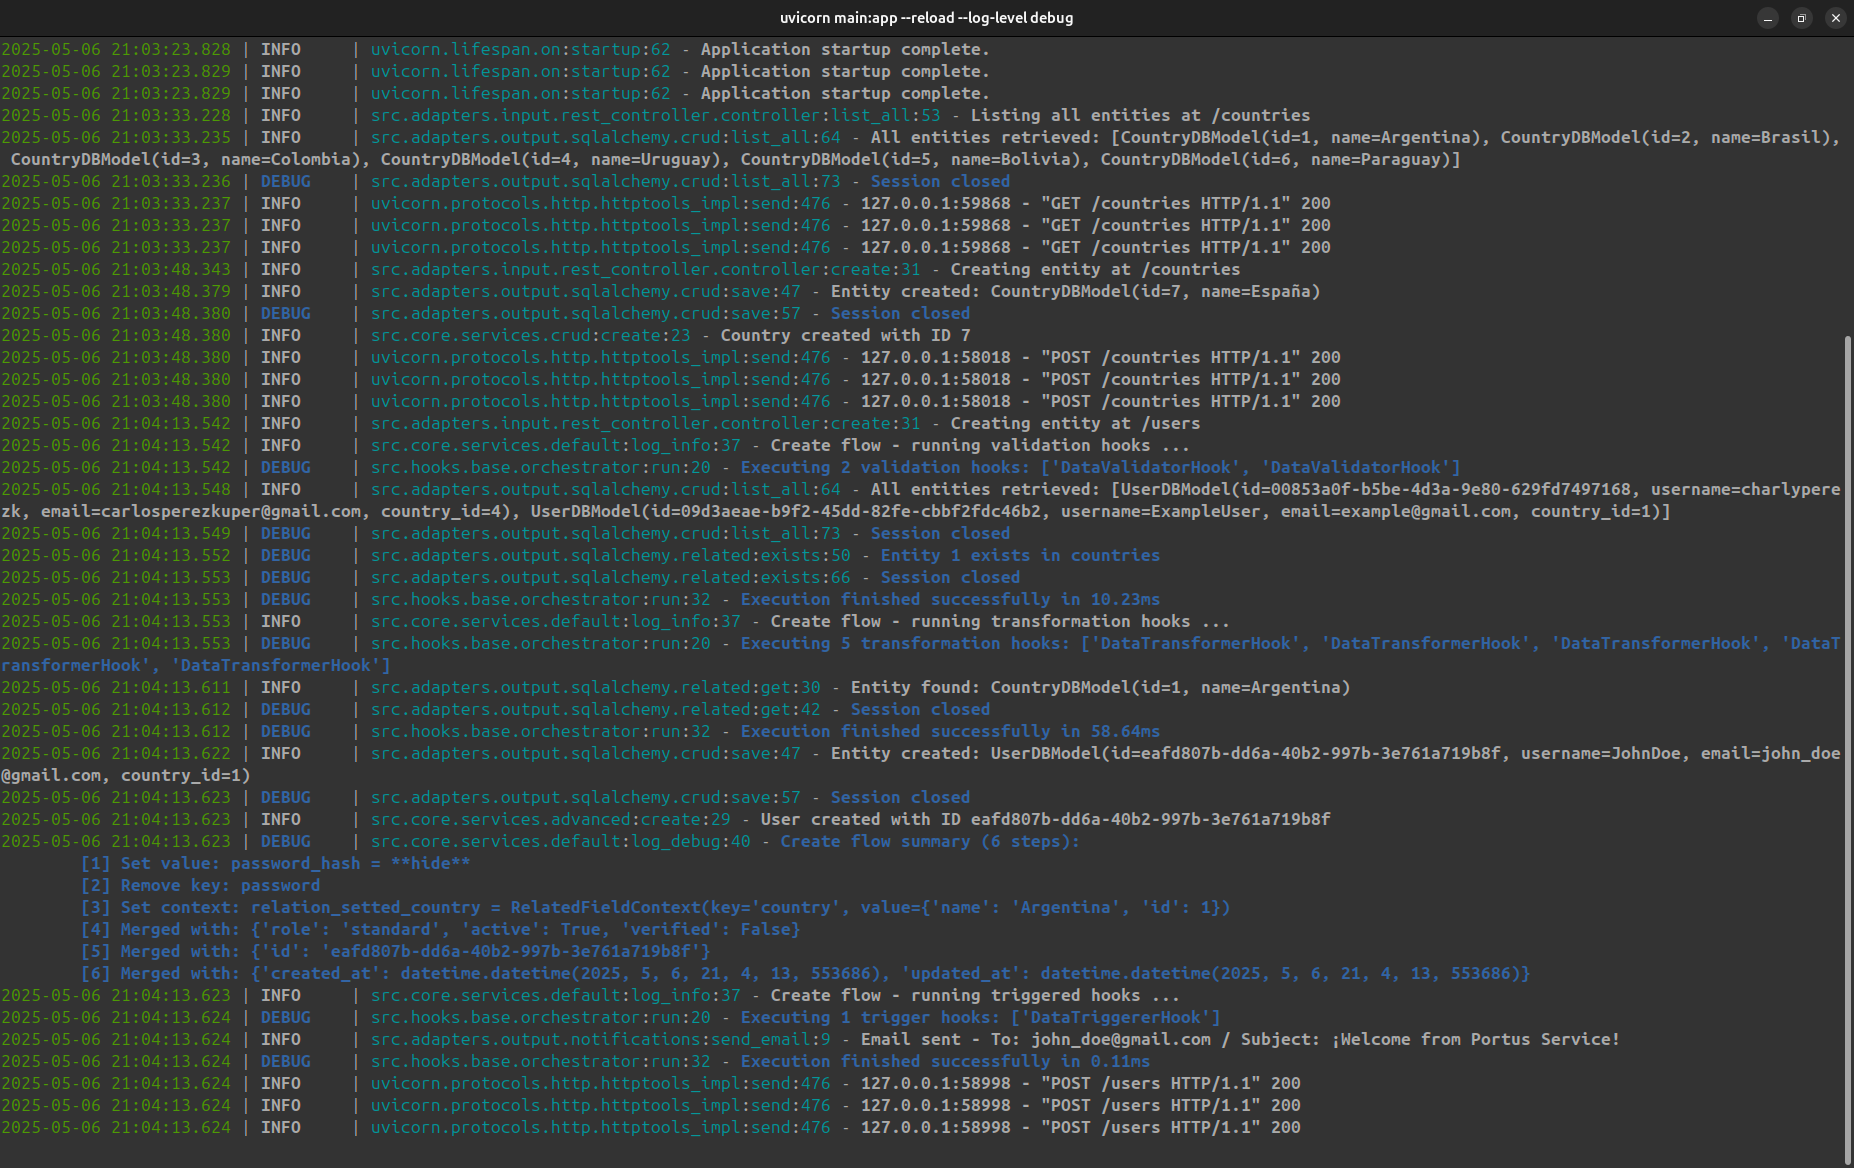 uvicorn main:app --reload --log-level debug
2025-05-06 21:03:23.828 | INFO     | uvicorn.lifespan.on:startup:62 - Application startup complete.
2025-05-06 21:03:23.829 | INFO     | uvicorn.lifespan.on:startup:62 - Application startup complete.
2025-05-06 21:03:23.829 | INFO     | uvicorn.lifespan.on:startup:62 - Application startup complete.
2025-05-06 21:03:33.228 | INFO     | src.adapters.input.rest_controller.controller:list_all:53 - Listing all entities at /countries
2025-05-06 21:03:33.235 | INFO     | src.adapters.output.sqlalchemy.crud:list_all:64 - All entities retrieved: [CountryDBModel(id=1, name=Argentina), CountryDBModel(id=2, name=Brasil),
 CountryDBModel(id=3, name=Colombia), CountryDBModel(id=4, name=Uruguay), CountryDBModel(id=5, name=Bolivia), CountryDBModel(id=6, name=Paraguay)]
2025-05-06 21:03:33.236 | DEBUG    | src.adapters.output.sqlalchemy.crud:list_all:73 - Session closed
2025-05-06 21:03:33.237 | INFO     | uvicorn.protocols.http.httptools_impl:send:476 - 127.0.0.1:59868 - "GET /countries HTTP/1.1" 200
2025-05-06 21:03:33.237 | INFO     | uvicorn.protocols.http.httptools_impl:send:476 - 127.0.0.1:59868 - "GET /countries HTTP/1.1" 200
2025-05-06 21:03:33.237 | INFO     | uvicorn.protocols.http.httptools_impl:send:476 - 127.0.0.1:59868 - "GET /countries HTTP/1.1" 200
2025-05-06 21:03:48.343 | INFO     | src.adapters.input.rest_controller.controller:create:31 - Creating entity at /countries
2025-05-06 21:03:48.379 | INFO     | src.adapters.output.sqlalchemy.crud:save:47 - Entity created: CountryDBModel(id=7, name=España)
2025-05-06 21:03:48.380 | DEBUG    | src.adapters.output.sqlalchemy.crud:save:57 - Session closed
2025-05-06 21:03:48.380 | INFO     | src.core.services.crud:create:23 - Country created with ID 7
2025-05-06 21:03:48.380 | INFO     | uvicorn.protocols.http.httptools_impl:send:476 - 127.0.0.1:58018 - "POST /countries HTTP/1.1" 200
2025-05-06 21:03:48.380 | INFO     | uvicorn.protocols.http.httptools_impl:send:476 - 127.0.0.1:58018 - "POST /countries HTTP/1.1" 200
2025-05-06 21:03:48.380 | INFO     | uvicorn.protocols.http.httptools_impl:send:476 - 127.0.0.1:58018 - "POST /countries HTTP/1.1" 200
2025-05-06 21:04:13.542 | INFO     | src.adapters.input.rest_controller.controller:create:31 - Creating entity at /users
2025-05-06 21:04:13.542 | INFO     | src.core.services.default:log_info:37 - Create flow - running validation hooks ...
2025-05-06 21:04:13.542 | DEBUG    | src.hooks.base.orchestrator:run:20 - Executing 2 validation hooks: ['DataValidatorHook', 'DataValidatorHook']
2025-05-06 21:04:13.548 | INFO     | src.adapters.output.sqlalchemy.crud:list_all:64 - All entities retrieved: [UserDBModel(id=00853a0f-b5be-4d3a-9e80-629fd7497168, username=charlypere
zk, email=carlosperezkuper@gmail.com, country_id=4), UserDBModel(id=09d3aeae-b9f2-45dd-82fe-cbbf2fdc46b2, username=ExampleUser, email=example@gmail.com, country_id=1)]
2025-05-06 21:04:13.549 | DEBUG    | src.adapters.output.sqlalchemy.crud:list_all:73 - Session closed
2025-05-06 21:04:13.552 | DEBUG    | src.adapters.output.sqlalchemy.related:exists:50 - Entity 1 exists in countries
2025-05-06 21:04:13.553 | DEBUG    | src.adapters.output.sqlalchemy.related:exists:66 - Session closed
2025-05-06 21:04:13.553 | DEBUG    | src.hooks.base.orchestrator:run:32 - Execution finished successfully in 10.23ms
2025-05-06 21:04:13.553 | INFO     | src.core.services.default:log_info:37 - Create flow - running transformation hooks ...
2025-05-06 21:04:13.553 | DEBUG    | src.hooks.base.orchestrator:run:20 - Executing 5 transformation hooks: ['DataTransformerHook', 'DataTransformerHook', 'DataTransformerHook', 'DataT
ransformerHook', 'DataTransformerHook']
2025-05-06 21:04:13.611 | INFO     | src.adapters.output.sqlalchemy.related:get:30 - Entity found: CountryDBModel(id=1, name=Argentina)
2025-05-06 21:04:13.612 | DEBUG    | src.adapters.output.sqlalchemy.related:get:42 - Session closed
2025-05-06 21:04:13.612 | DEBUG    | src.hooks.base.orchestrator:run:32 - Execution finished successfully in 58.64ms
2025-05-06 21:04:13.622 | INFO     | src.adapters.output.sqlalchemy.crud:save:47 - Entity created: UserDBModel(id=eafd807b-dd6a-40b2-997b-3e761a719b8f, username=JohnDoe, email=john_doe
@gmail.com, country_id=1)
2025-05-06 21:04:13.623 | DEBUG    | src.adapters.output.sqlalchemy.crud:save:57 - Session closed
2025-05-06 21:04:13.623 | INFO     | src.core.services.advanced:create:29 - User created with ID eafd807b-dd6a-40b2-997b-3e761a719b8f
2025-05-06 21:04:13.623 | DEBUG    | src.core.services.default:log_debug:40 - Create flow summary (6 steps):
        [1] Set value: password_hash = **hide**
        [2] Remove key: password
        [3] Set context: relation_setted_country = RelatedFieldContext(key='country', value={'name': 'Argentina', 'id': 1})
        [4] Merged with: {'role': 'standard', 'active': True, 'verified': False}
        [5] Merged with: {'id': 'eafd807b-dd6a-40b2-997b-3e761a719b8f'}
        [6] Merged with: {'created_at': datetime.datetime(2025, 5, 6, 21, 4, 13, 553686), 'updated_at': datetime.datetime(2025, 5, 6, 21, 4, 13, 553686)}
2025-05-06 21:04:13.623 | INFO     | src.core.services.default:log_info:37 - Create flow - running triggered hooks ...
2025-05-06 21:04:13.624 | DEBUG    | src.hooks.base.orchestrator:run:20 - Executing 1 trigger hooks: ['DataTriggererHook']
2025-05-06 21:04:13.624 | INFO     | src.adapters.output.notifications:send_email:9 - Email sent - To: john_doe@gmail.com / Subject: ¡Welcome from Portus Service!
2025-05-06 21:04:13.624 | DEBUG    | src.hooks.base.orchestrator:run:32 - Execution finished successfully in 0.11ms
2025-05-06 21:04:13.624 | INFO     | uvicorn.protocols.http.httptools_impl:send:476 - 127.0.0.1:58998 - "POST /users HTTP/1.1" 200
2025-05-06 21:04:13.624 | INFO     | uvicorn.protocols.http.httptools_impl:send:476 - 127.0.0.1:58998 - "POST /users HTTP/1.1" 200
2025-05-06 21:04:13.624 | INFO     | uvicorn.protocols.http.httptools_impl:send:476 - 127.0.0.1:58998 - "POST /users HTTP/1.1" 200